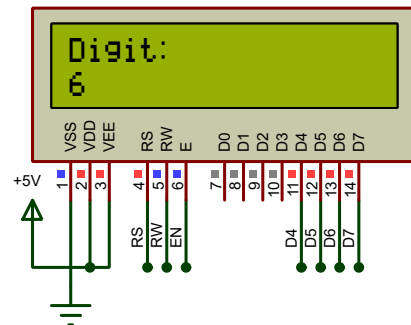 Digit:
6
VSS VDD VEE RS RW E D0 D1 D2 D3 D4 D5 D6 D7
+5V
1 2 3 4 5 6 7 8 9 10 11 12 13 14
RS RW EN D4 D5 D6 D7